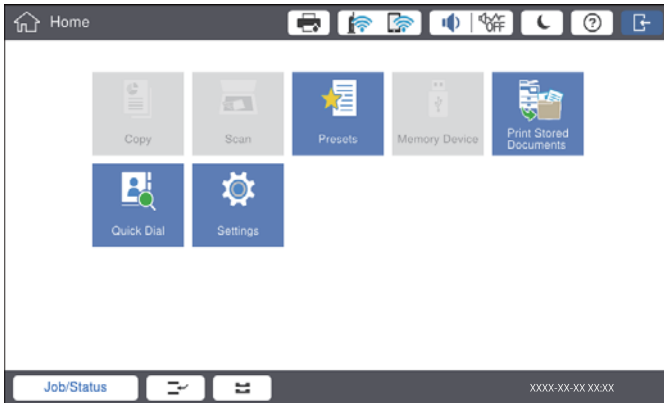 Home
OFF
?
Copy
Scan
Presets
Memory Device
Print Stored
Documents
Quick Dial
Settings
Job/Status
XXXX-XX-XX XX:XX